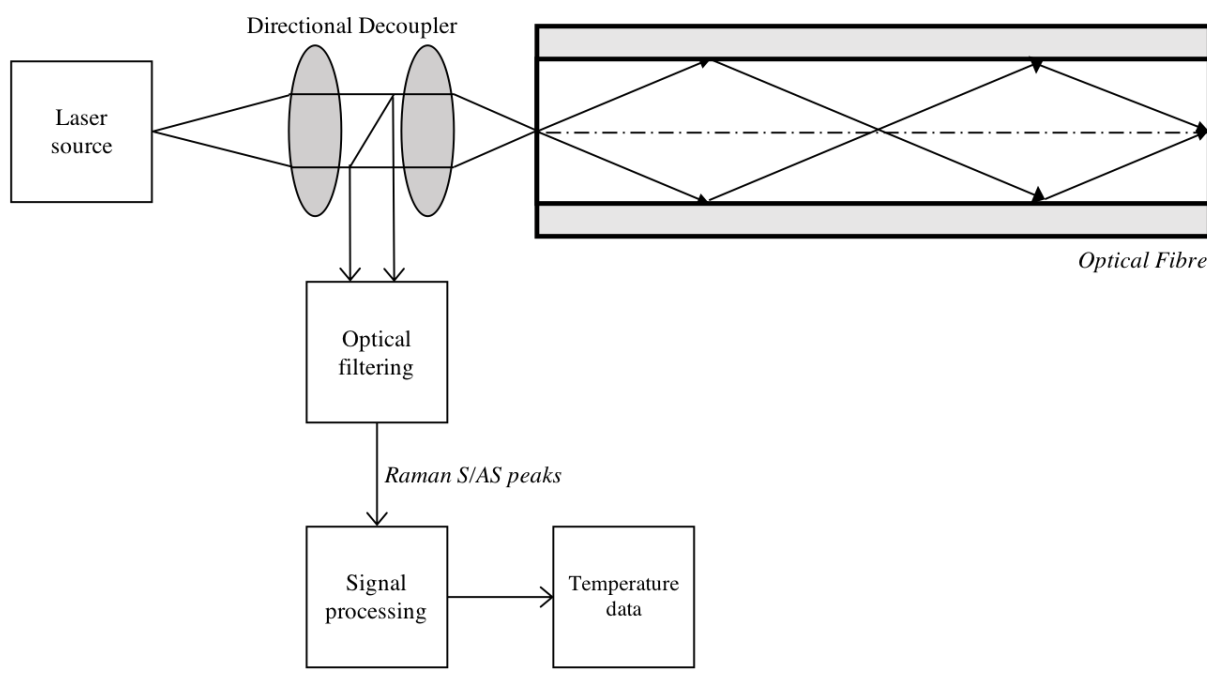 Directional Decoupler
Laser
source
Optical Fibre
Optical
filtering
Raman S/AS peaks
Signal
processing
Temperature
data